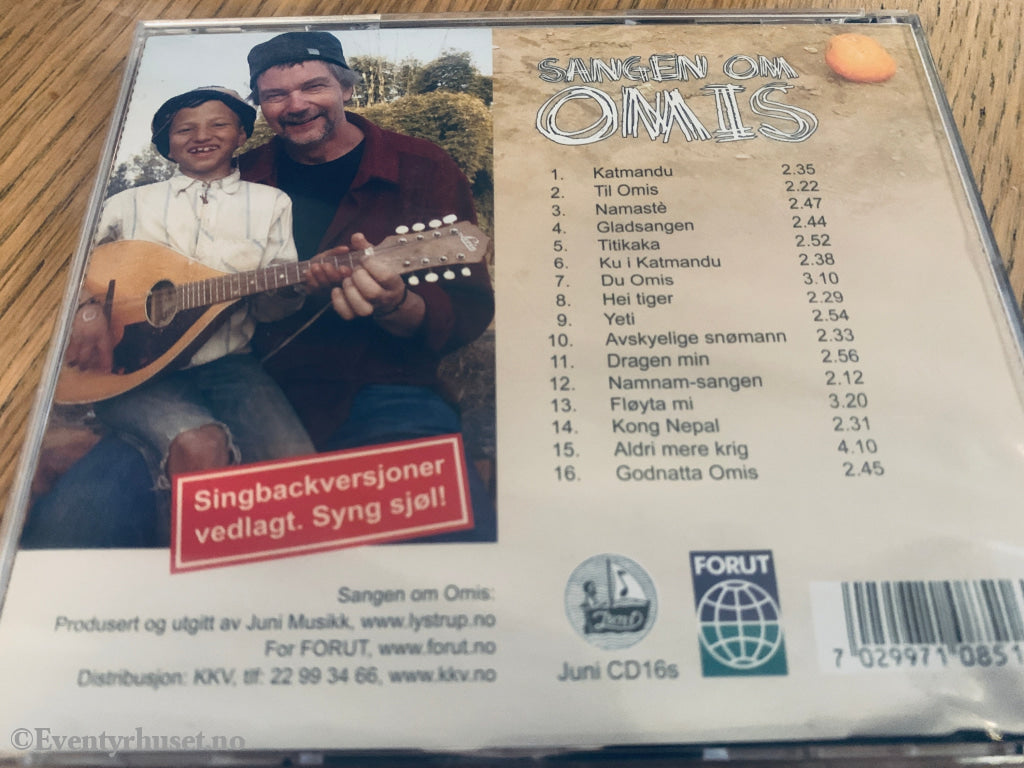 SANGEN OM
OMIS
1. Katmandu 2.35
2. Til Omis 2.22
3. Namastè 2.47
4. Gladsangen 2.44
5. Titikaka 2.52
6. Ku i Katmandu 2.38
7. Du Omis 3.10
8. Hei tiger 2.29
9. Yeti 2.54
10. Avskyelige snømann 2.33
11. Dragen min 2.56
12. Namnam-sangen 2.12
13. Fløyta mi 3.20
14. Kong Nepal 2.31
15. Aldri mere krig 4.10
16. Godnatta Omis 2.45
Singbackversjoner
vedlagt. Syng sjøl!
Sangen om Omis:
Produsert og utgitt av Juni Musikk, www.lystrup.no
For FORUT, www.forut.no
Distribusjon: KKV, tlf: 22 99 34 66, www.kkv.no
Juni
Juni CD16s
FORUT
7 029971 0851
©Eventyrhuset.no